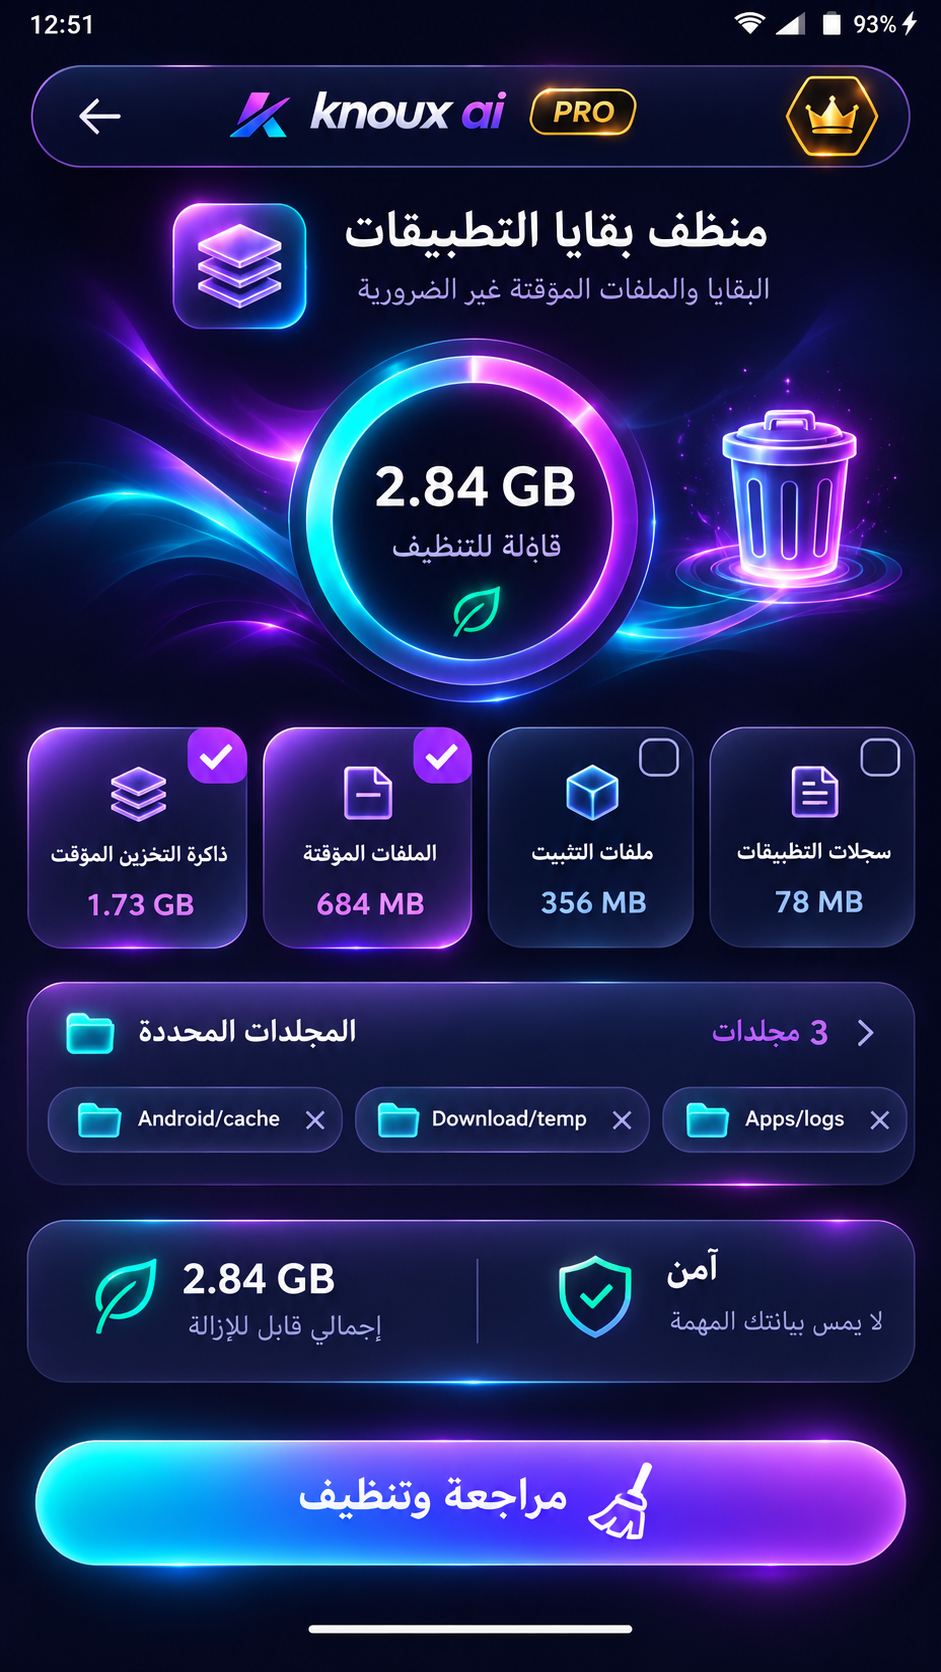 12:51
93%
knoux ai PRO
منظف بقايا التطبيقات
البقايا والملفات المؤقتة غير الضرورية
2.84 GB
للتنظيف
ذاكرة التخزين المؤقت
1.73 GB
الملفات المؤقتة
684 MB
ملفات التثبيت
356 MB
سجلات التطبيقات
78 MB
المجلدات المحددة
3 مجلدات
Android/cache
Download/temp
Apps/logs
2.84 GB
إجمالي قابل للإزالة
آمن
لا يمس بيانتك المهمة
مراجعة وتنظيف